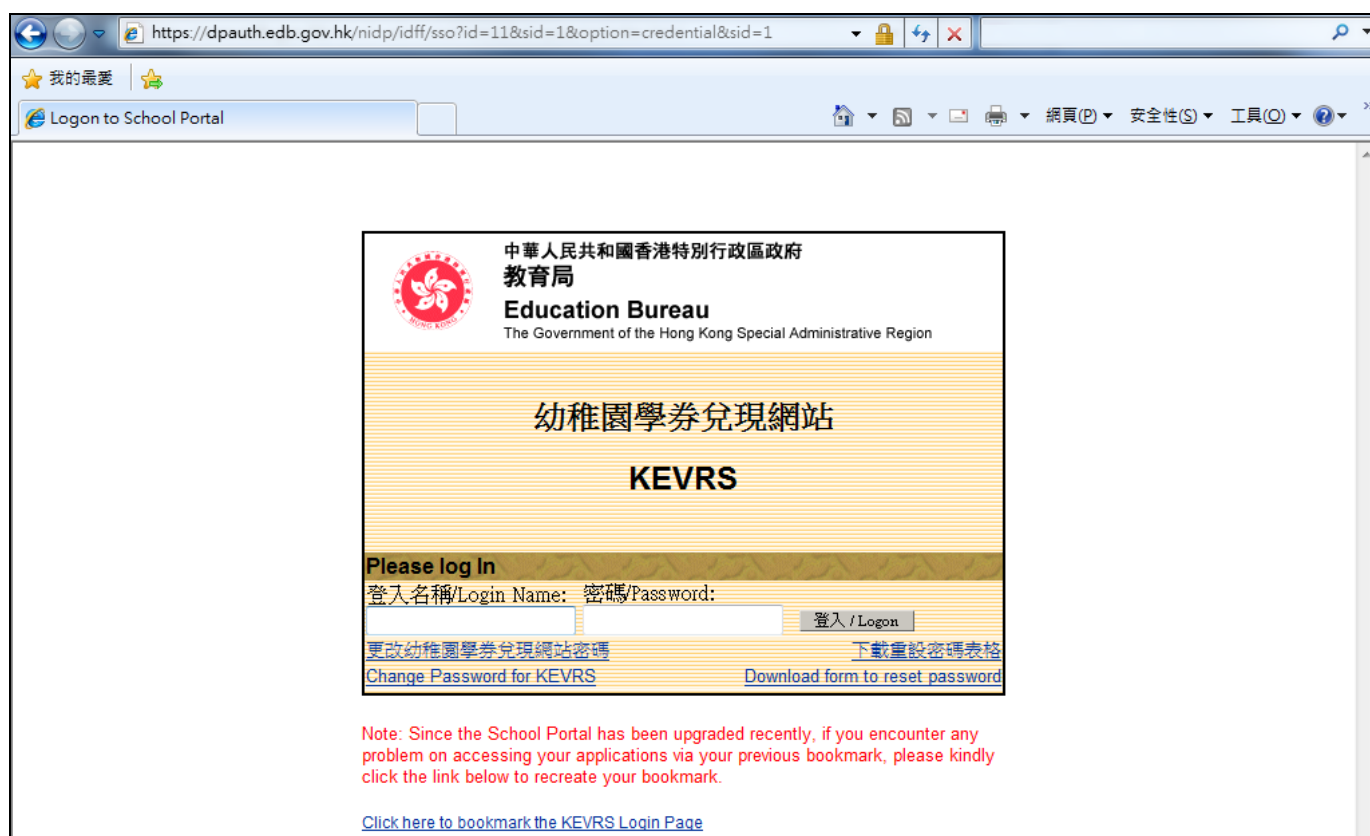 https://dpauth.edb.gov.hk/nidp/idff/sso?id=11&sid=1&option=credential&sid=1
我的最愛
Logon to School Portal
網頁(P) 安全性(S) 工具(O)
中華人民共和國香港特別行政區政府
教育局
Education Bureau
The Government of the Hong Kong Special Administrative Region
幼稚園學券兌現網站
KEVRS
Please log In
登入名稱/Login Name: 密碼/Password:
登入 / Logon
更改幼稚園學券兌現網站密碼 下載重設密碼表格
Change Password for KEVRS Download form to reset password
Note: Since the School Portal has been upgraded recently, if you encounter any
problem on accessing your applications via your previous bookmark, please kindly
click the link below to recreate your bookmark.
Click here to bookmark the KEVRS Login Page